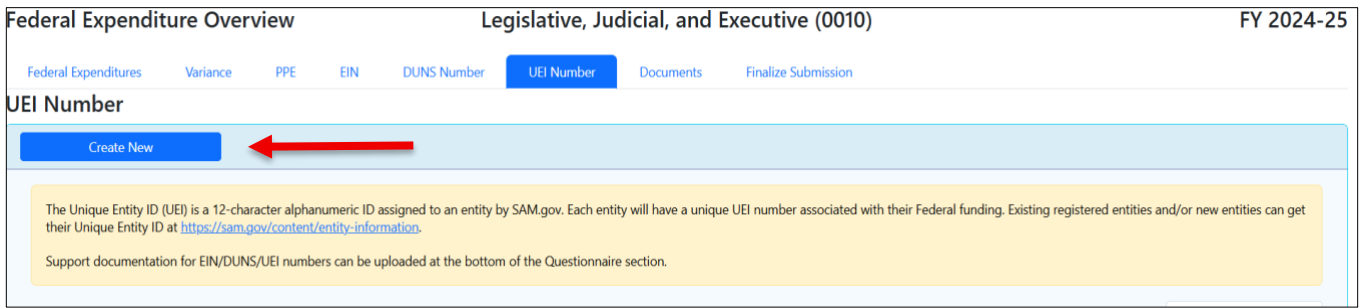 Federal Expenditure Overview Legislative, Judicial, and Executive (0010) FY 2024-25
Federal Expenditures Variance PPE EIN DUNS Number UEI Number Documents Finalize Submission
UEI Number
Create New
The Unique Entity ID (UEI) is a 12-character alphanumeric ID assigned to an entity by SAM.gov. Each entity will have a unique UEI number associated with their Federal funding. Existing registered entities and/or new entities can get
their Unique Entity ID at https://sam.gov/content/entity-information.
Support documentation for EIN/DUNS/UEI numbers can be uploaded at the bottom of the Questionnaire section.